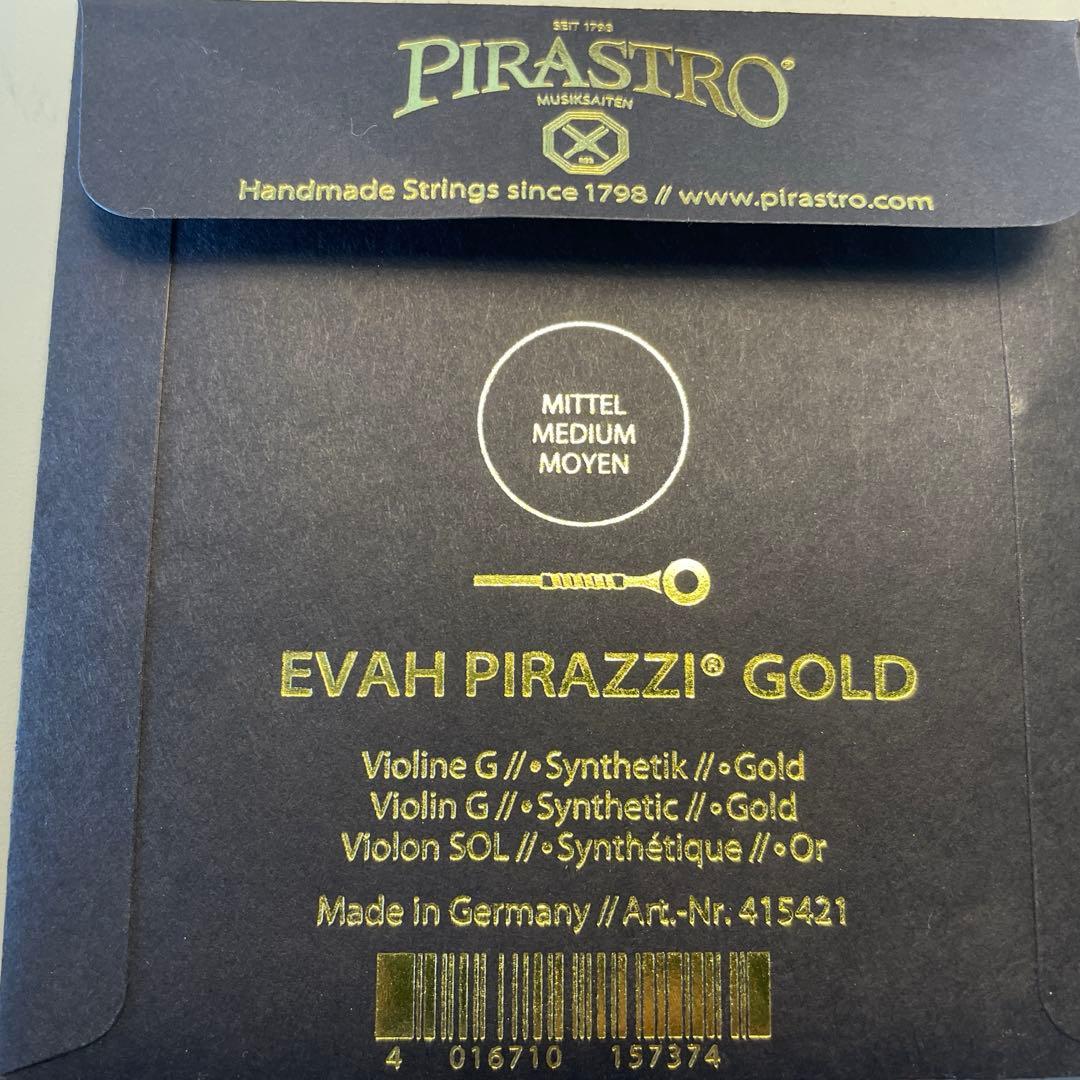 SEIT 1798
PIRASTRO®
MUSIKSAITEN
Handmade Strings since 1798 // www.pirastro.com
MITTEL
MEDIUM
MOYEN
EVAH PIRAZZI® GOLD
Violine G // • Synthetik // ∘ Gold
Violin G // • Synthetic // ∘ Gold
Violon SOL // • Synthétique // ∘ Or
Made in Germany // Art.-Nr. 415421
4 016710 157374